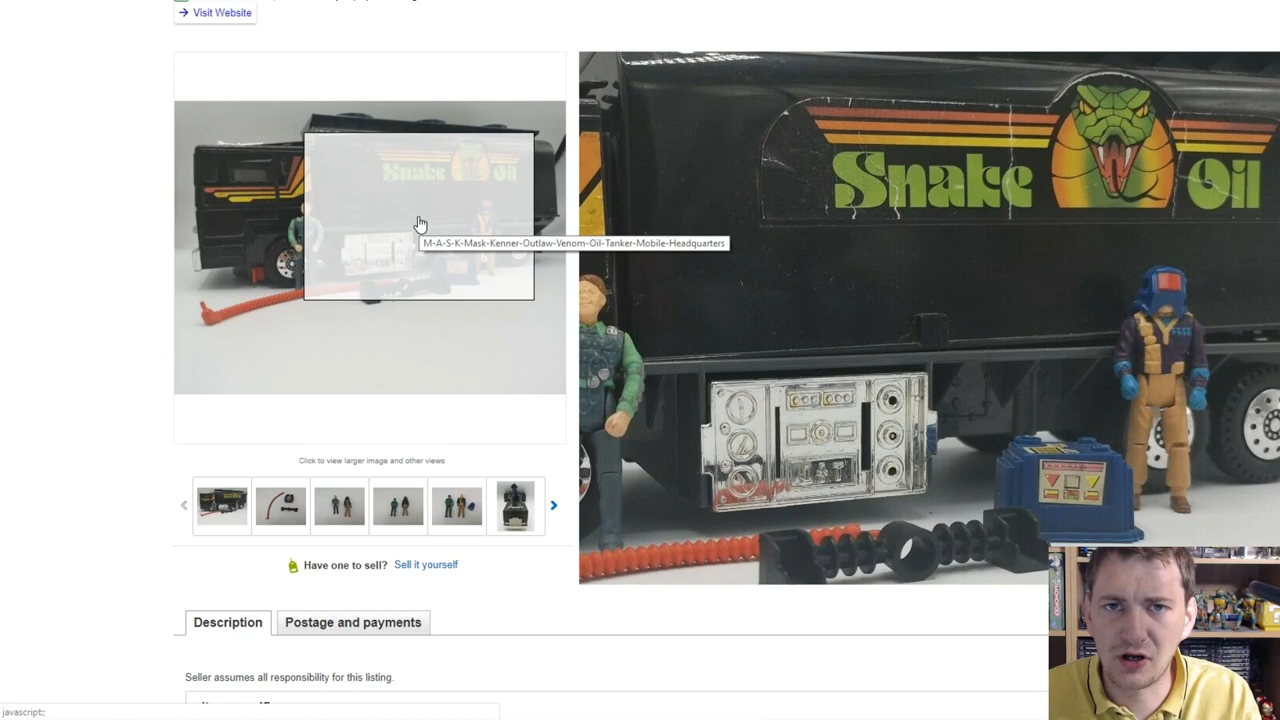 Visit Website
Snake Oil
Snake Oil
M-A-S-K-Mask-Kenner-Outlaw-Venom-Oil-Tanker-Mobile-Headquarters
Click to view larger image and other views
Have one to sell? Sell it yourself
Description
Postage and payments
Seller assumes all responsibility for this listing.
javascript:;